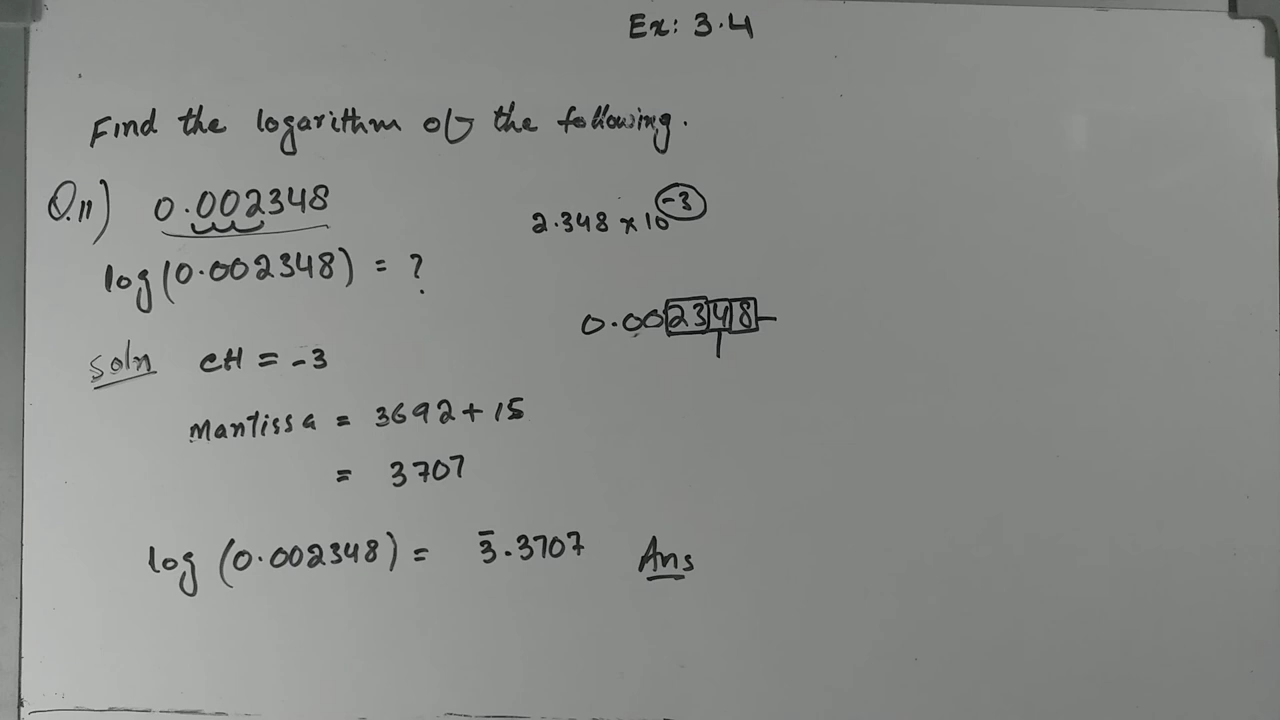 Ex: 3.4
Find the logarithm of the following.
Q.11) 0.002348
2.348 × 10⁻³
log(0.002348) = ?
0.002348
Soln CH = -3
Mantissa = 3692 + 15
= 3707
log (0.002348) = 3̄.3707 Ans